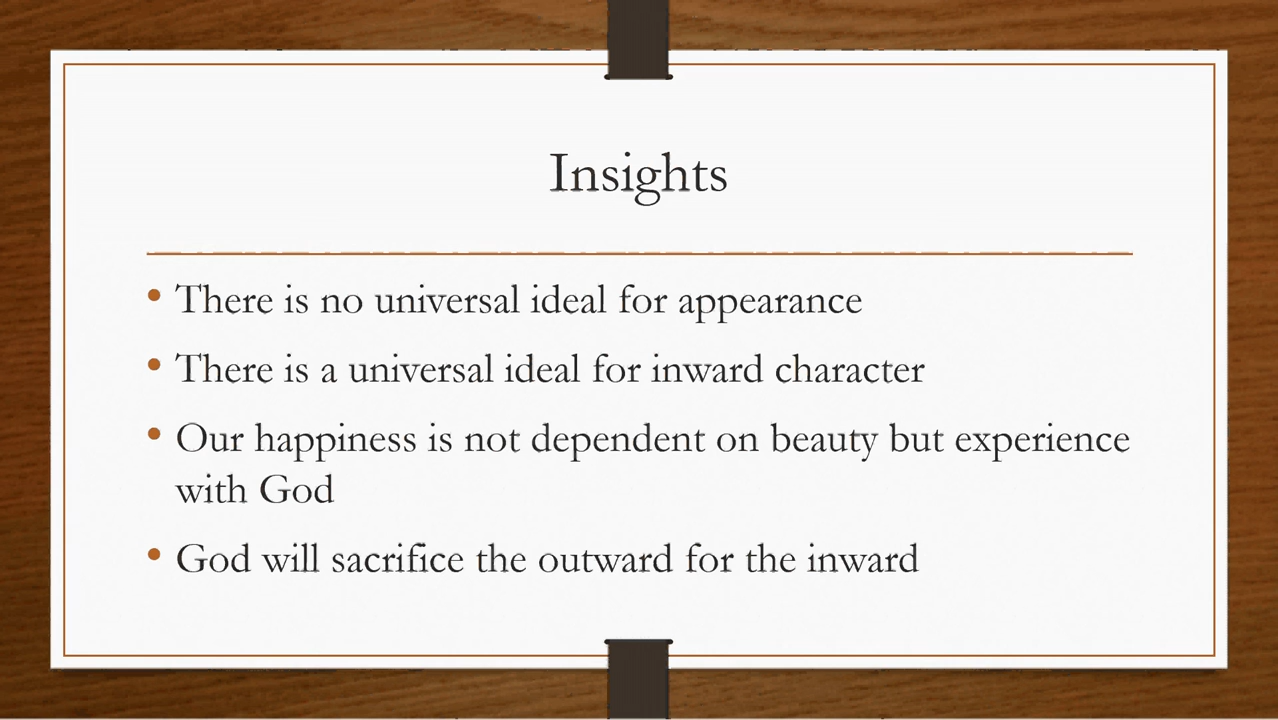 Insights
• There is no universal ideal for appearance
• There is a universal ideal for inward character
• Our happiness is not dependent on beauty but experience
with God
• God will sacrifice the outward for the inward